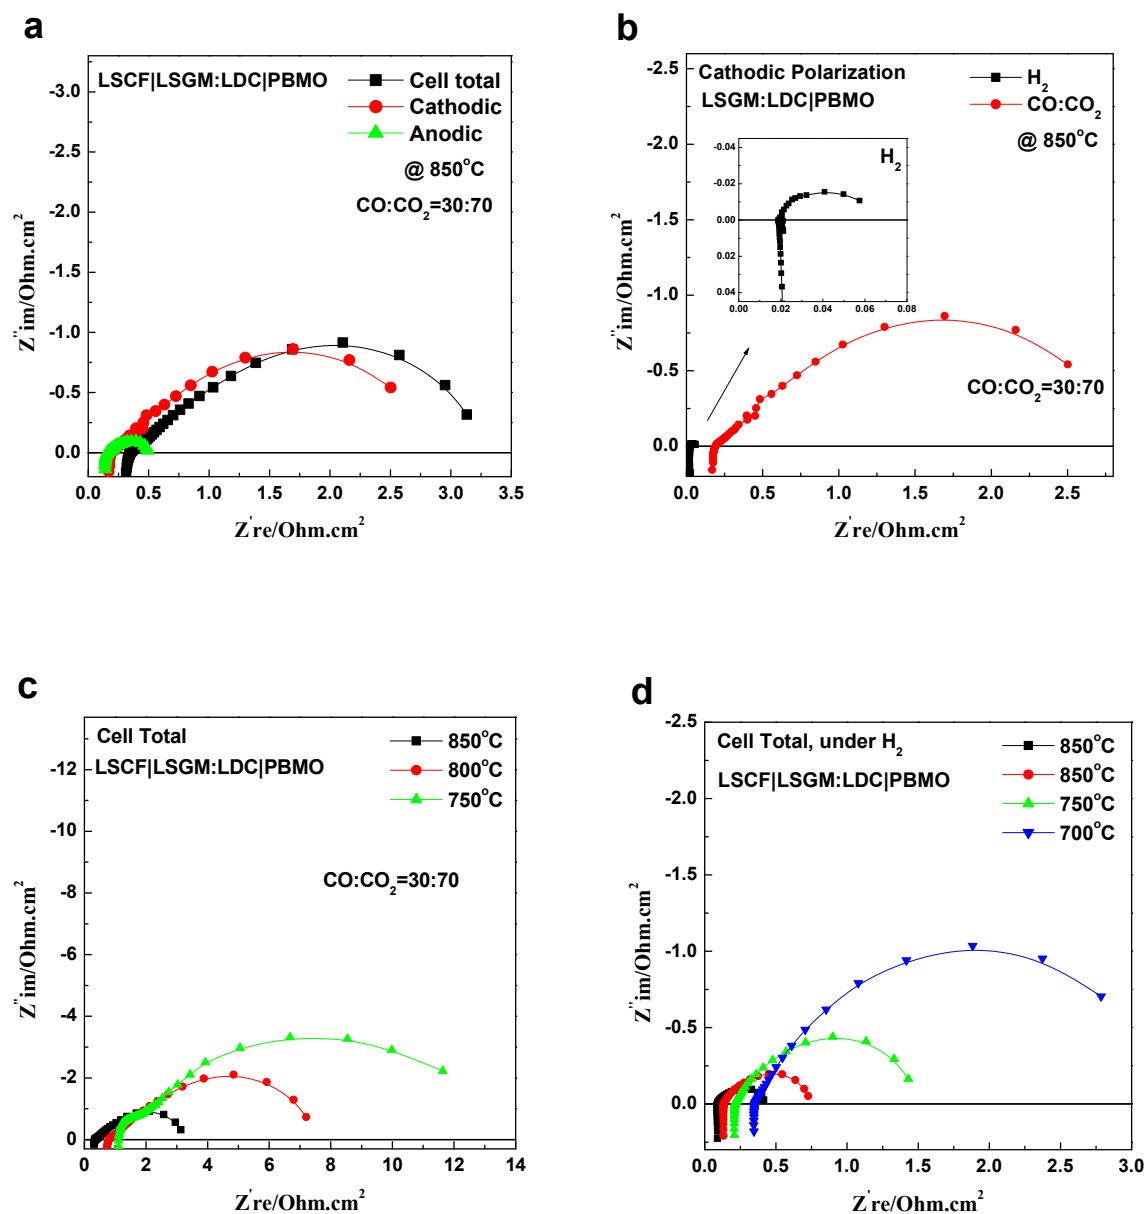 a
LSCF|LSGM:LDC|PBMO
Cell total
Cathodic
Anodic
@ 850°C
CO:CO₂=30:70
-3.0
-2.5
-2.0
-1.5
-1.0
-0.5
0.0
0.0 0.5 1.0 1.5 2.0 2.5 3.0 3.5
Z''im/Ohm.cm²
Z're/Ohm.cm²
b
Cathodic Polarization
LSGM:LDC|PBMO
H₂
CO:CO₂
@ 850°C
H₂
-0.04
-0.02
0.00
0.02
0.04
0.00 0.02 0.04 0.06 0.08
CO:CO₂=30:70
-2.5
-2.0
-1.5
-1.0
-0.5
0.0
0.0 0.5 1.0 1.5 2.0 2.5
Z''im/Ohm.cm²
Z're/Ohm.cm²
c
Cell Total
LSCF|LSGM:LDC|PBMO
850°C
800°C
750°C
CO:CO₂=30:70
-12
-10
-8
-6
-4
-2
0
2 4 6 8 10 12 14
Z''im/Ohm.cm²
Z're/Ohm.cm²
d
Cell Total, under H₂
LSCF|LSGM:LDC|PBMO
850°C
850°C
750°C
700°C
-2.5
-2.0
-1.5
-1.0
-0.5
0.0
0.0 0.5 1.0 1.5 2.0 2.5 3.0
Z''im/Ohm.cm²
Z're/Ohm.cm²